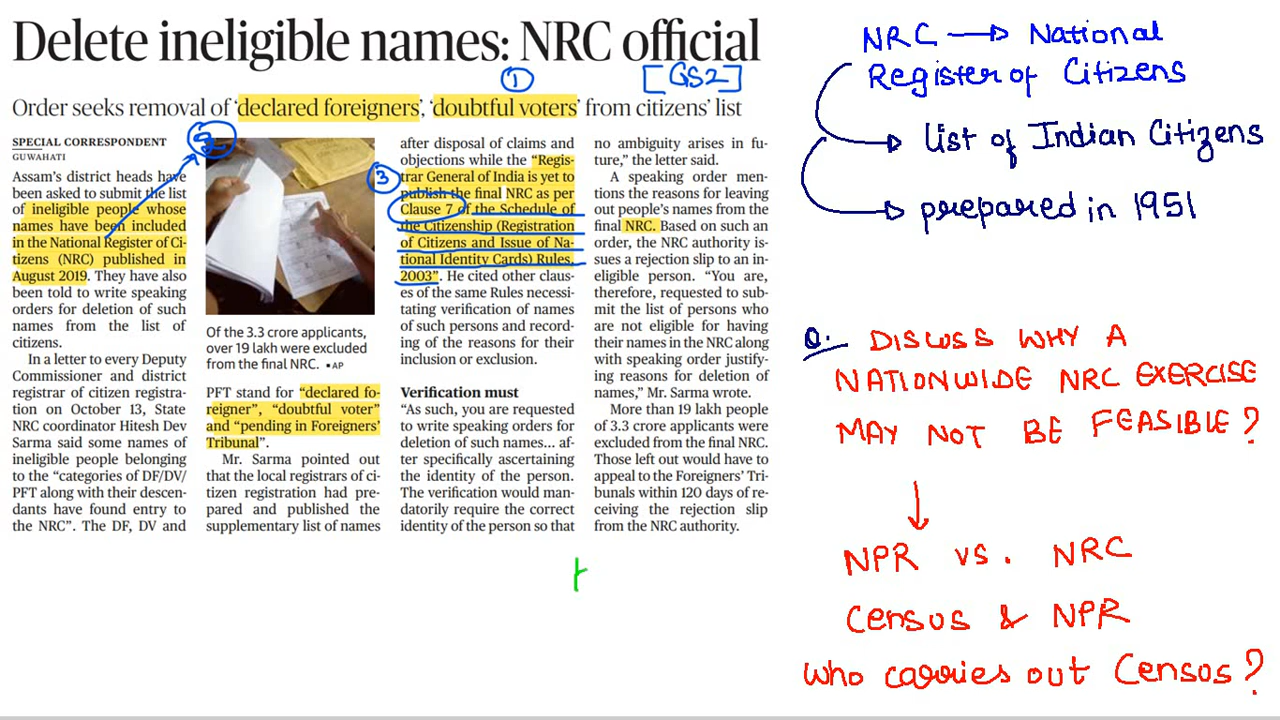 Delete ineligible names: NRC official
①
[GS2]
Order seeks removal of ‘declared foreigners’, ‘doubtful voters’ from citizens’ list
SPECIAL CORRESPONDENT
GUWAHATI
Assam’s district heads have
been asked to submit the list
of ineligible people whose
names have been included
in the National Register of Ci-
tizens (NRC) published in
August 2019. They have also
been told to write speaking
orders for deletion of such
names from the list of
citizens.
In a letter to every Deputy
Commissioner and district
registrar of citizen registra-
tion on October 13, State
NRC coordinator Hitesh Dev
Sarma said some names of
ineligible people belonging
to the “categories of DF/DV/
PFT along with their descen-
dants have found entry to
the NRC”. The DF, DV and
2
Of the 3.3 crore applicants,
over 19 lakh were excluded
from the final NRC. ▪AP
PFT stand for “declared fo-
reigner”, “doubtful voter”
and “pending in Foreigners’
Tribunal”.
Mr. Sarma pointed out
that the local registrars of ci-
tizen registration had pre-
pared and published the
supplementary list of names
3
after disposal of claims and
objections while the “Regis-
trar General of India is yet to
publish the final NRC as per
Clause 7 of the Schedule of
the Citizenship (Registration
of Citizens and Issue of Na-
tional Identity Cards) Rules,
2003”. He cited other claus-
es of the same Rules necessi-
tating verification of names
of such persons and record-
ing of the reasons for their
inclusion or exclusion.
Verification must
“As such, you are requested
to write speaking orders for
deletion of such names... af-
ter specifically ascertaining
the identity of the person.
The verification would man-
datorily require the correct
identity of the person so that
no ambiguity arises in fu-
ture,” the letter said.
A speaking order men-
tions the reasons for leaving
out people’s names from the
final NRC. Based on such an
order, the NRC authority is-
sues a rejection slip to an in-
eligible person. “You are,
therefore, requested to sub-
mit the list of persons who
are not eligible for having
their names in the NRC along
with speaking order justify-
ing reasons for deletion of
names,” Mr. Sarma wrote.
More than 19 lakh people
of 3.3 crore applicants were
excluded from the final NRC.
Those left out would have to
appeal to the Foreigners’ Tri-
bunals within 120 days of re-
ceiving the rejection slip
from the NRC authority.
NRC → National
Register of Citizens
→ list of Indian Citizens
→ prepared in 1951
Q. DISCUSS WHY A
NATIONWIDE NRC EXERCISE
MAY NOT BE FEASIBLE?
NPR vs. NRC
Census & NPR
Who carries out Census?